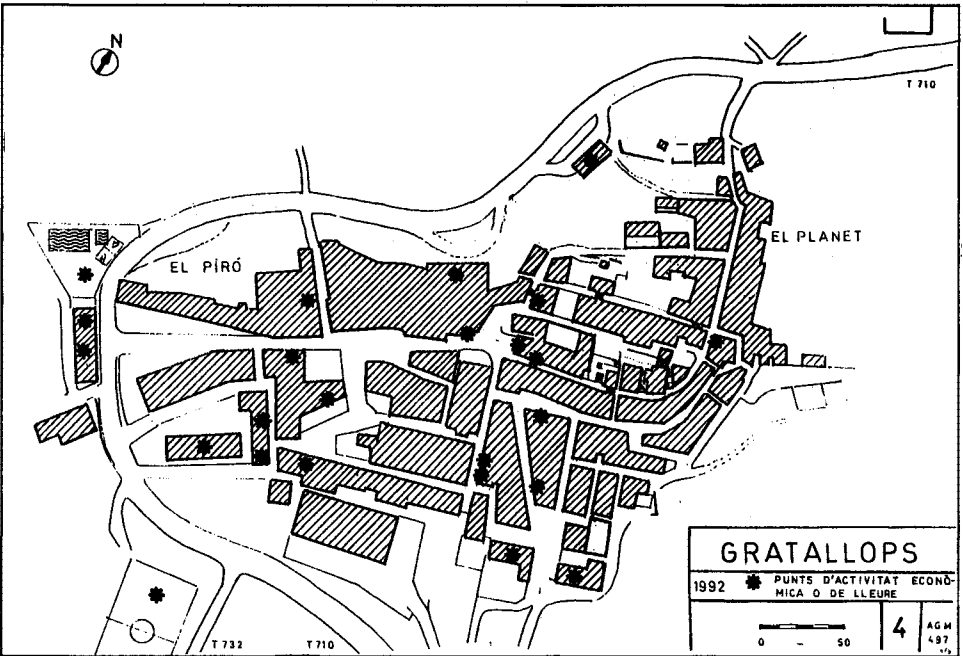 N
T 710
EL PIRÓ
EL PLANET
GRATALLOPS
1992 PUNTS D'ACTIVITAT ECONÒ-
MICA O DE LLEURE
0 – 50
4
AGM
497
T 732
T 710